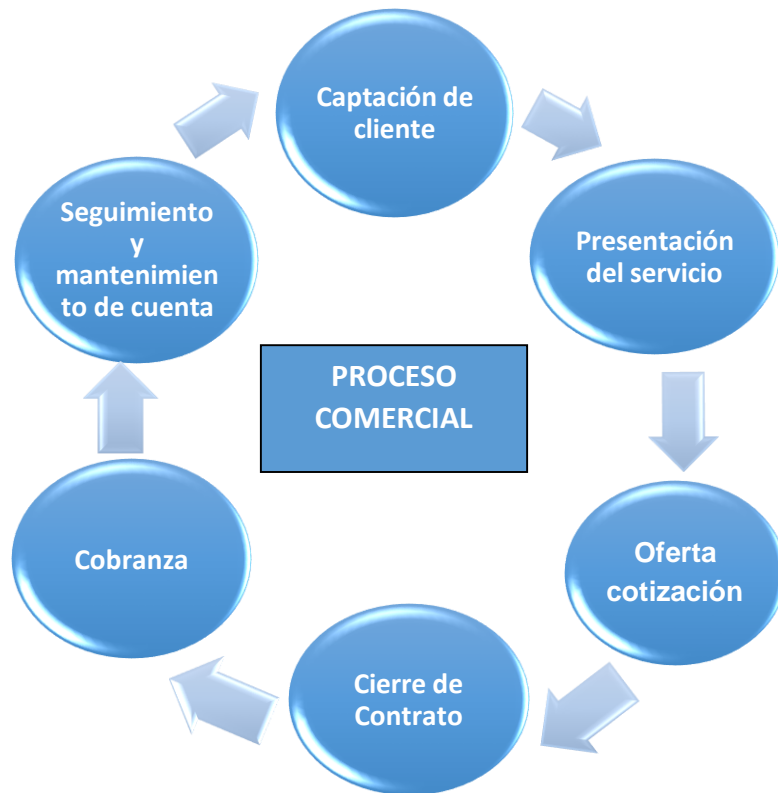 Captación de
cliente
Presentación
del servicio
Oferta
cotización
Cierre de
Contrato
Cobranza
Seguimiento
y
mantenimien
to de cuenta
PROCESO
COMERCIAL